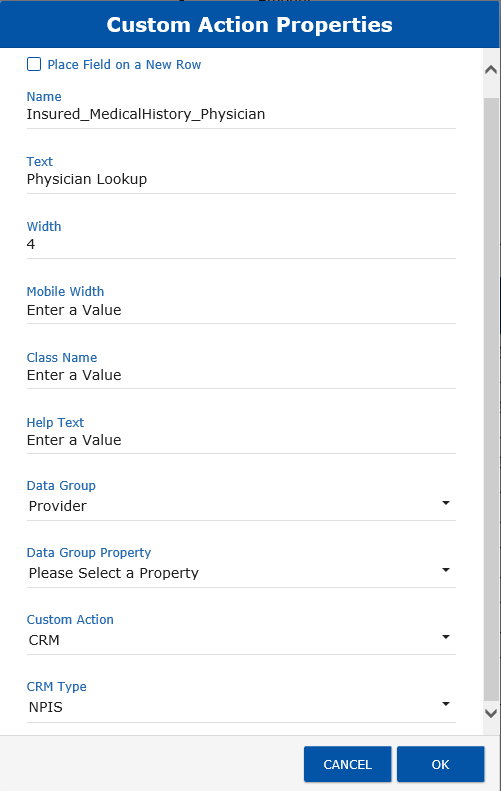 Custom Action Properties
Place Field on a New Row
Name
Insured_MedicalHistory_Physician
Text
Physician Lookup
Width
4
Mobile Width
Enter a Value
Class Name
Enter a Value
Help Text
Enter a Value
Data Group
Provider
Data Group Property
Please Select a Property
Custom Action
CRM
CRM Type
NPIS
CANCEL OK